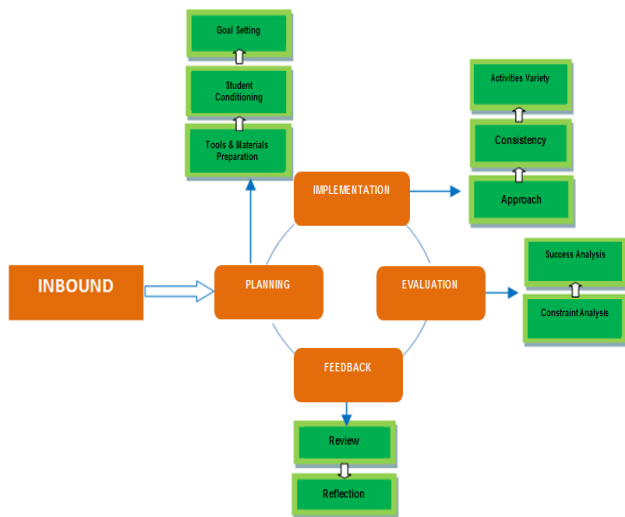 Goal Setting
Student
Conditioning
Tools & Materials
Preparation
Activities Variety
Consistency
Approach
IMPLEMENTATION
Success Analysis
Constraint Analysis
INBOUND
PLANNING
EVALUATION
FEEDBACK
Review
Reflection